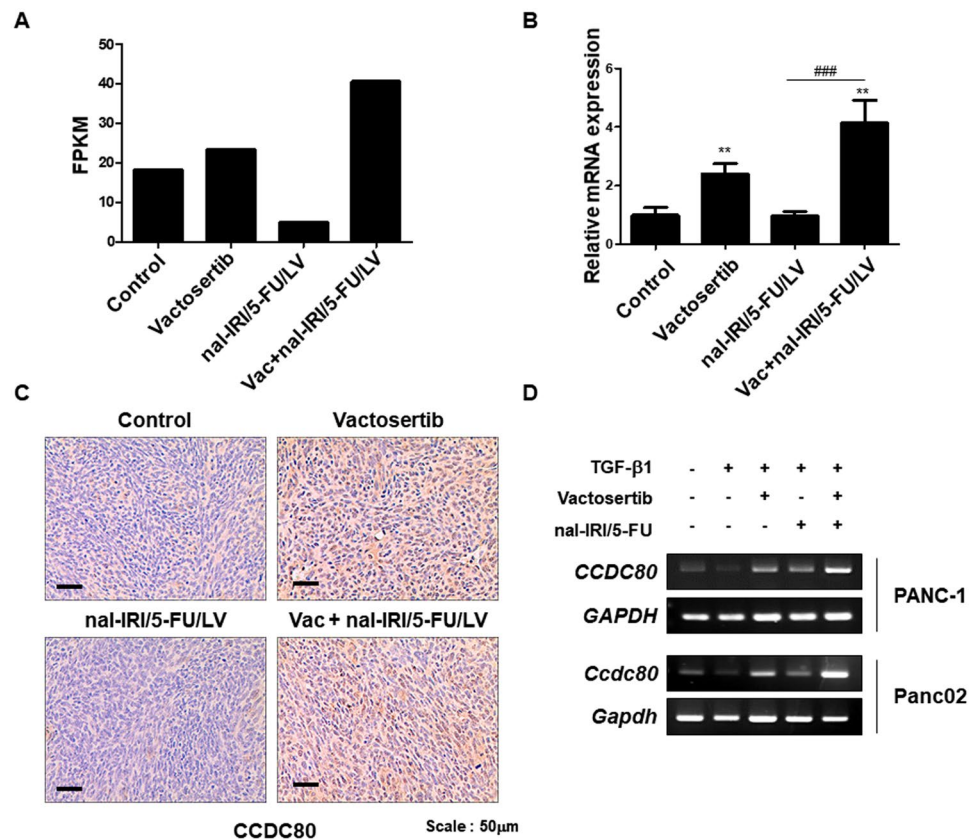 A
FPKM
50
40
30
20
10
0
Control
Vactosertib
nal-IRI/5-FU/LV
Vac+nal-IRI/5-FU/LV
B
Relative mRNA expression
6
4
2
0
**
###
**
Control
Vactosertib
nal-IRI/5-FU/LV
Vac+nal-IRI/5-FU/LV
C
Control Vactosertib
nal-IRI/5-FU/LV Vac + nal-IRI/5-FU/LV
CCDC80 Scale : 50μm
D
TGF-β1 - + + + +
Vactosertib - - + - +
nal-IRI/5-FU - - - + +
CCDC80
GAPDH
PANC-1
Ccdc80
Gapdh
Panc02